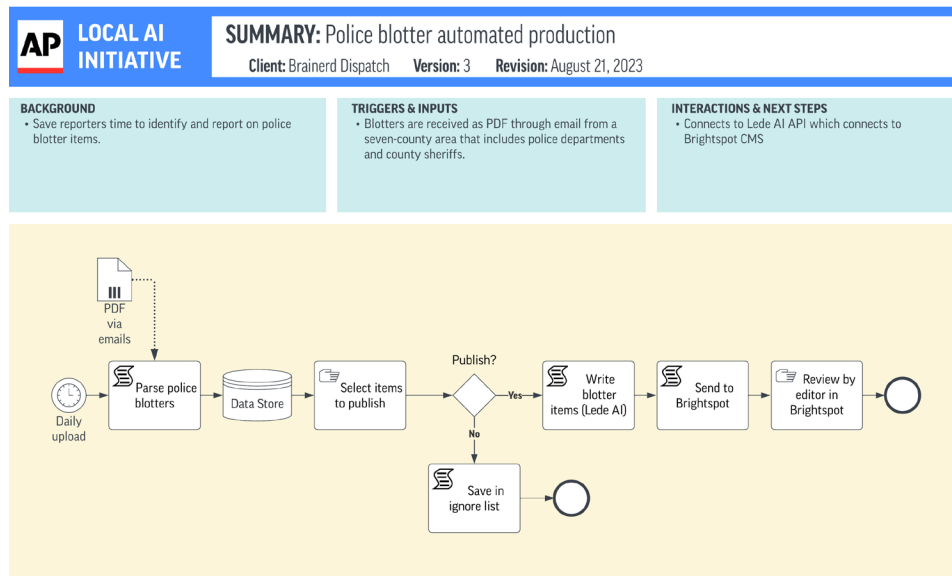 AP
LOCAL AI
INITIATIVE
SUMMARY: Police blotter automated production
Client: Brainerd Dispatch Version: 3 Revision: August 21, 2023
BACKGROUND
• Save reporters time to identify and report on police
blotter items.
TRIGGERS & INPUTS
• Blotters are received as PDF through email from a
seven-county area that includes police departments
and county sheriffs.
INTERACTIONS & NEXT STEPS
• Connects to Lede AI API which connects to
Brightspot CMS
PDF
via
emails
Daily
upload
Parse police
blotters
Data Store
Select items
to publish
Publish?
Yes
No
Write
blotter
items (Lede AI)
Send to
Brightspot
Review by
editor in
Brightspot
Save in
ignore list